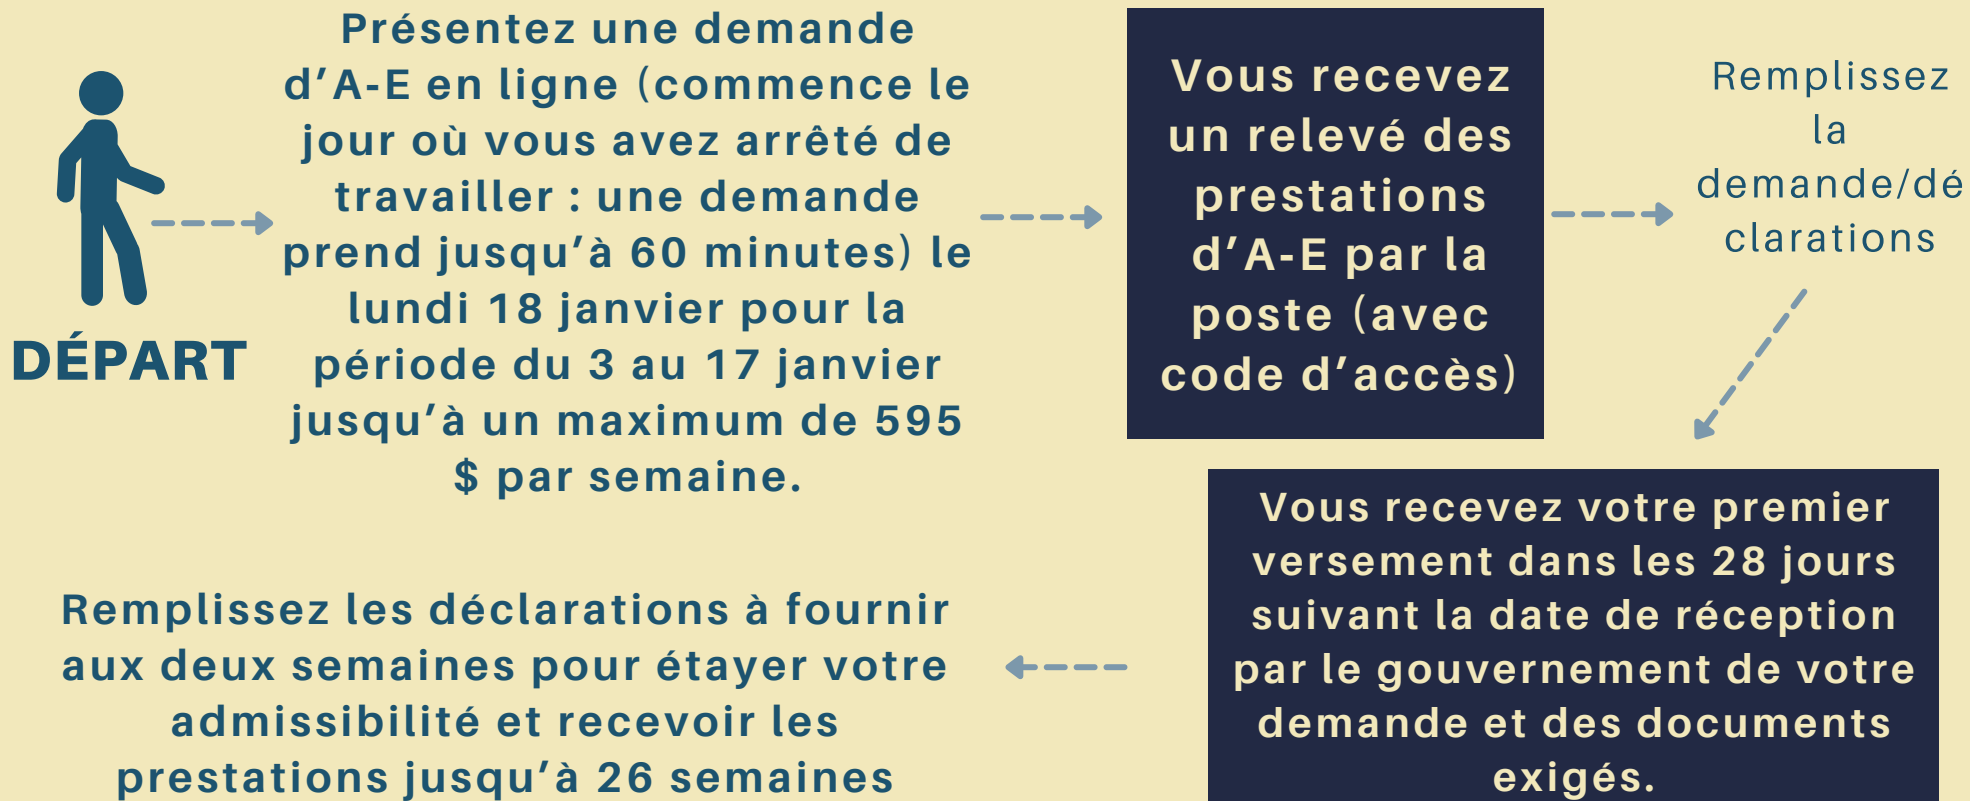 DÉPART
Présentez une demande
d'A-E en ligne (commence le
jour où vous avez arrêté de
travailler : une demande
prend jusqu'à 60 minutes) le
lundi 18 janvier pour la
période du 3 au 17 janvier
jusqu'à un maximum de 595
$ par semaine.
Vous recevez
un relevé des
prestations
d'A-E par la
poste (avec
code d'accès)
Remplissez
la
demande/dé
clarations
Vous recevez votre premier
versement dans les 28 jours
suivant la date de réception
par le gouvernement de votre
demande et des documents
exigés.
Remplissez les déclarations à fournir
aux deux semaines pour étayer votre
admissibilité et recevoir les
prestations jusqu'à 26 semaines